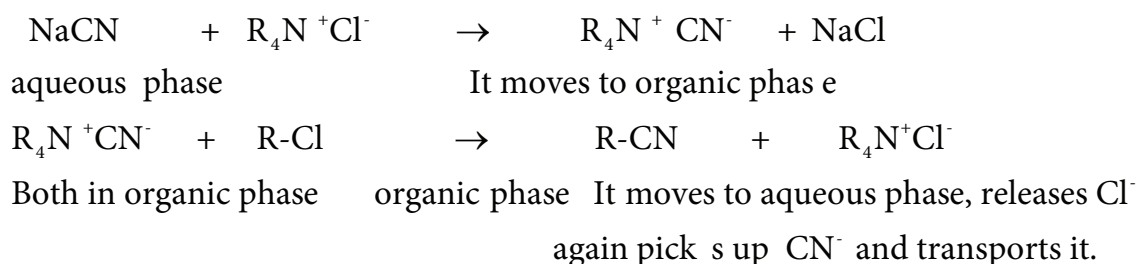 NaCN + R₄N ⁺Cl⁻ → R₄N ⁺ CN⁻ + NaCl
aqueous phase It moves to organic phas e
R₄N ⁺CN⁻ + R-Cl → R-CN + R₄N⁺Cl⁻
Both in organic phase organic phase It moves to aqueous phase, releases Cl⁻
again pick s up CN⁻ and transports it.